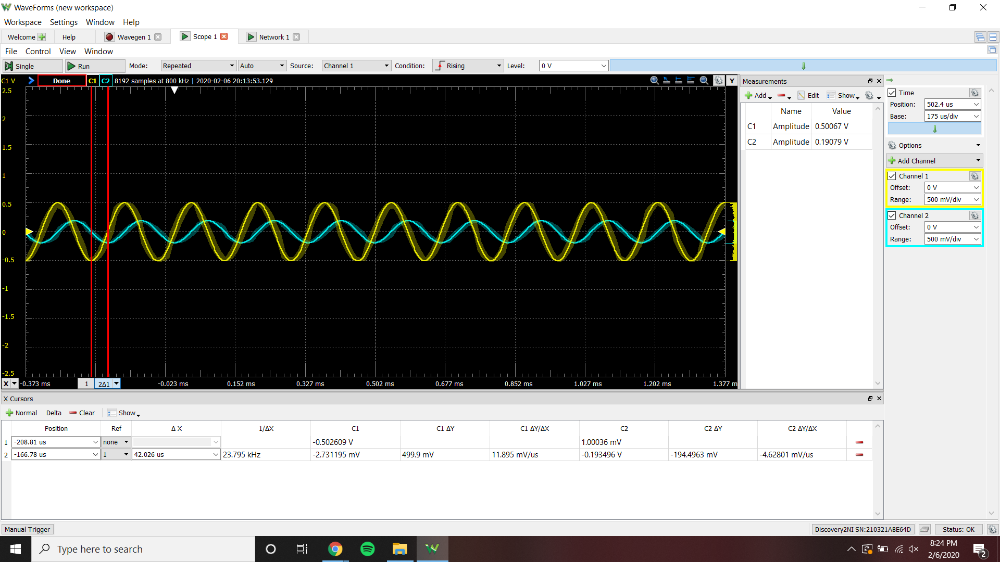 WaveForms (new workspace)
Workspace Settings Window Help
Welcome Help Wavegen 1 Scope 1 Network 1
File Control View Window
Single Run Mode: Repeated Auto Source: Channel 1 Condition: Rising Level: 0 V
C1 V Done C1 C2 8192 samples at 800 kHz | 2020-02-06 20:13:53.129 Y
2.5
2
1.5
1
0.5
0
-0.5
-1
-1.5
-2
-2.5
X -0.373 ms 1 2Δ1 -0.023 ms 0.152 ms 0.327 ms 0.502 ms 0.677 ms 0.852 ms 1.027 ms 1.202 ms 1.377 m
Measurements
Add Edit Show
Name Value
C1 Amplitude 0.50067 V
C2 Amplitude 0.19079 V
Time
Position: 502.4 us
Base: 175 us/div
Options
Add Channel
Channel 1
Offset: 0 V
Range: 500 mV/div
Channel 2
Offset: 0 V
Range: 500 mV/div
X Cursors
Normal Delta Clear Show
Position Ref Δ X 1/ΔX C1 C1 ΔY C1 ΔY/ΔX C2 C2 ΔY C2 ΔY/ΔX
1 -208.81 us none -0.502609 V 1.00036 mV
2 -166.78 us 1 42.026 us 23.795 kHz -2.731195 mV 499.9 mV 11.895 mV/us -0.193496 V -194.4963 mV -4.62801 mV/us
Manual Trigger Discovery2NI SN:210321ABE64D Status: OK
Type here to search
8:24 PM
2/6/2020
2